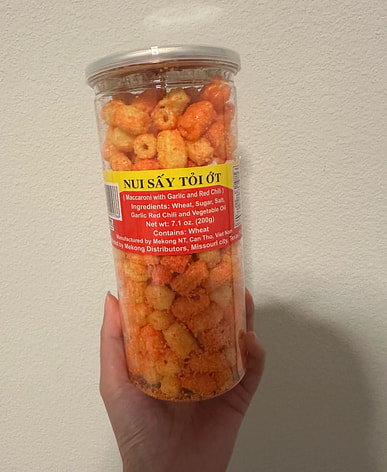 NUI SẤY TỎI ỚT
( Maccaroni with Garlic and Red Chili )
Ingredients: Wheat, Sugar, Salt,
Garlic Red Chili and Vegetable Oil
Net wt: 7.1 oz. (200g)
Contains: Wheat
Manufactured by Mekong NT, Can Tho, Viet Nam
by Mekong Distributors, Missouri city,